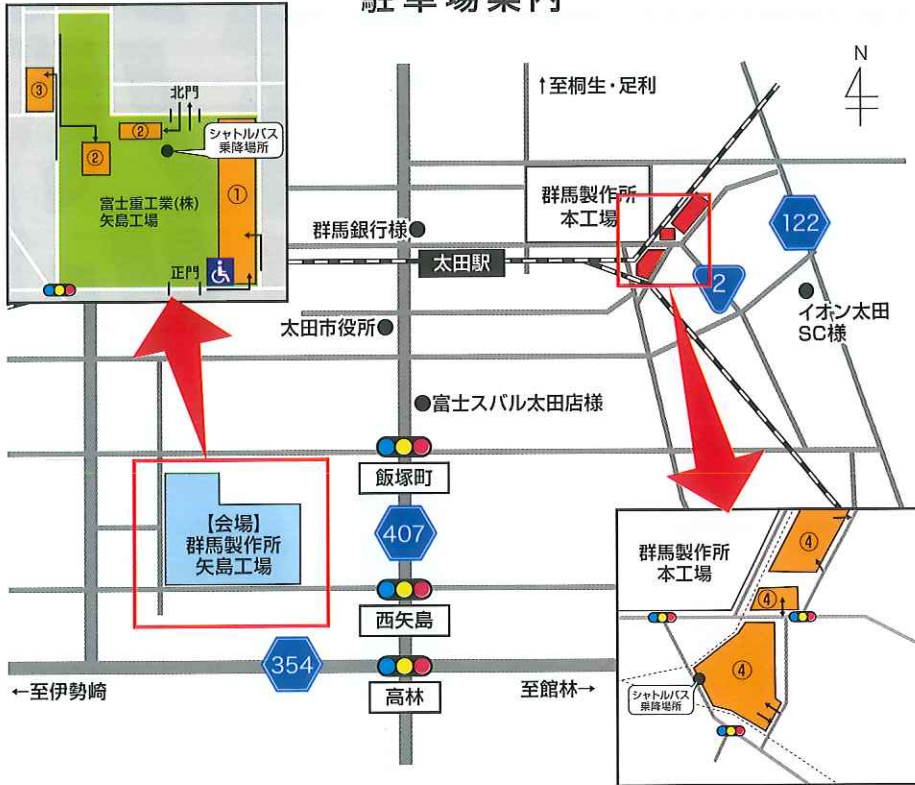 駐車場案内
③
②
②
①
北門
シャトルバス
乗降場所
富士重工業(株)
矢島工場
正門
↑至桐生・足利
N
群馬製作所
本工場
群馬銀行様
太田駅
122
2
イオン太田
SC様
太田市役所
富士スバル太田店様
飯塚町
【会場】
群馬製作所
矢島工場
407
西矢島
354
高林
←至伊勢崎
至館林→
群馬製作所
本工場
④
④
④
シャトルバス
乗降場所